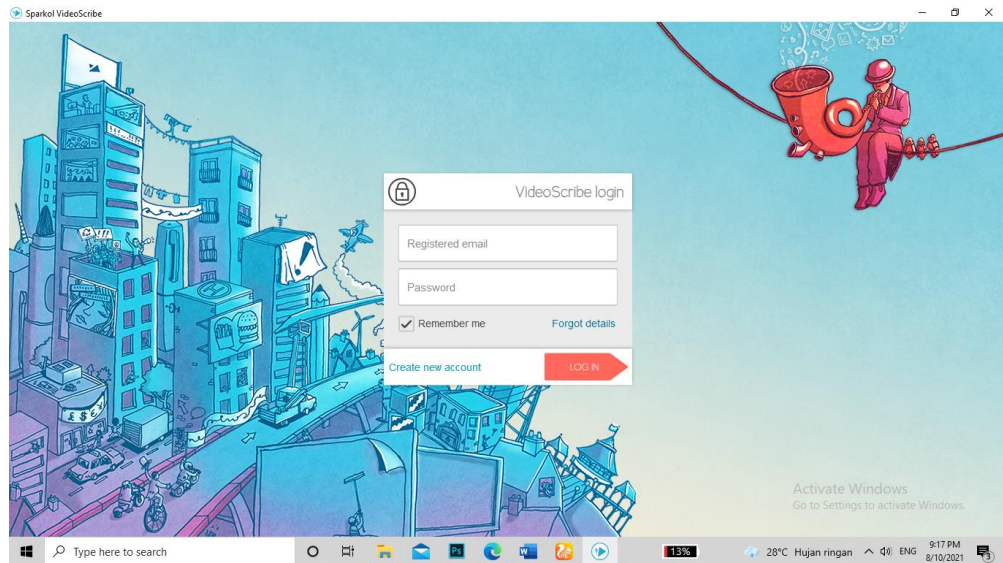 Sparkol VideoScribe
VideoScribe login
Registered email
Password
Remember me
Forgot details
Create new account
LOG IN
£ $ €
Activate Windows
Go to Settings to activate Windows.
Type here to search
Ps
13%
28°C Hujan ringan
ENG
9:17 PM
8/10/2021
3